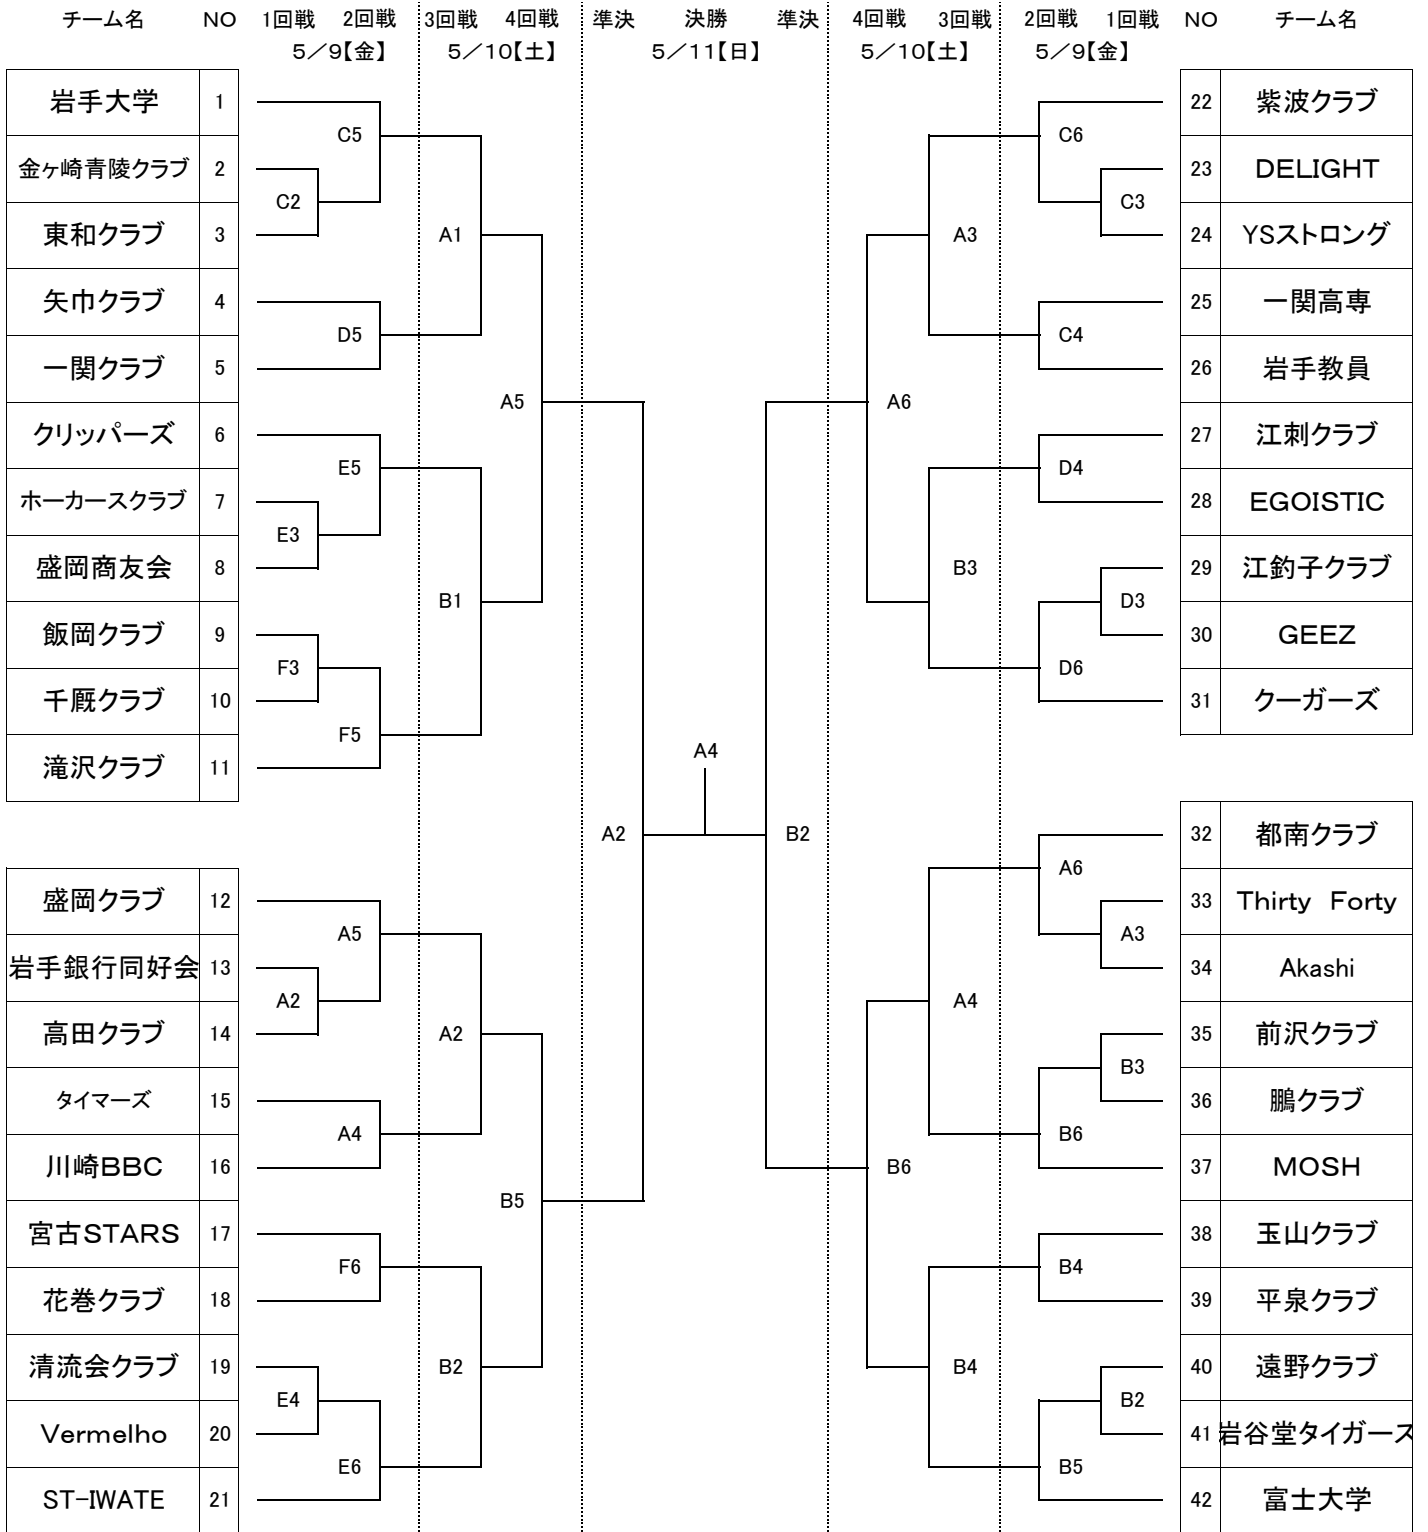 チーム名 NO 1回戦 2回戦 3回戦 4回戦 準決 決勝 準決 4回戦 3回戦 2回戦 1回戦 NO チーム名
5／9【金】 5／10【土】 5／11【日】 5／10【土】 5／9【金】
岩手大学 1 22 紫波クラブ
C5 C6
金ヶ崎青陵クラブ 2 23 DELIGHT
C2 C3
東和クラブ 3 A1 A3 24 YSストロング
矢巾クラブ 4 25 一関高専
D5 C4
一関クラブ 5 26 岩手教員
A5 A6
クリッパーズ 6 27 江刺クラブ
E5 D4
ホーカースクラブ 7 28 EGOISTIC
E3
盛岡商友会 8 B3 29 江釣子クラブ
B1 D3
飯岡クラブ 9 30 GEEZ
F3 D6
千厩クラブ 10 31 クーガーズ
F5
A4
滝沢クラブ 11
A2 B2 32 都南クラブ
A6
盛岡クラブ 12 33 Thirty Forty
A5 A3
岩手銀行同好会 13 34 Akashi
A2 A4
高田クラブ 14 A2 35 前沢クラブ
B3
タイマーズ 15 36 鵬クラブ
A4 B6
川崎BBC 16 B6 37 MOSH
B5
宮古STARS 17 38 玉山クラブ
F6 B4
花巻クラブ 18 39 平泉クラブ
清流会クラブ 19 B2 B4 40 遠野クラブ
E4 B2
Vermelho 20 41 岩谷堂タイガース
E6 B5
ST-IWATE 21 42 富士大学